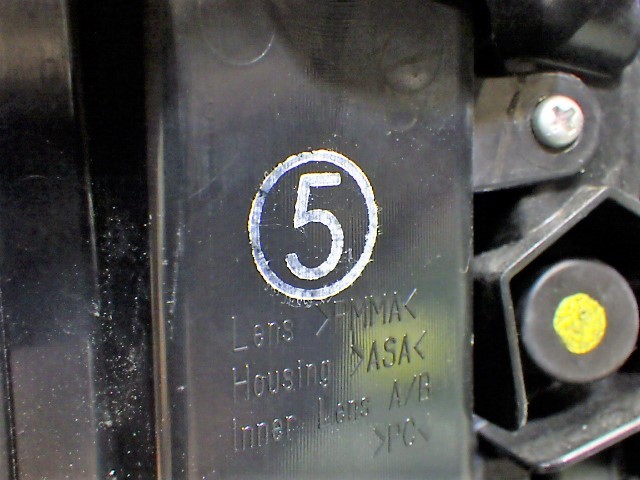 5
Lens >PMMA<
Housing >ASA<
Inner Lens A/B
>PC<